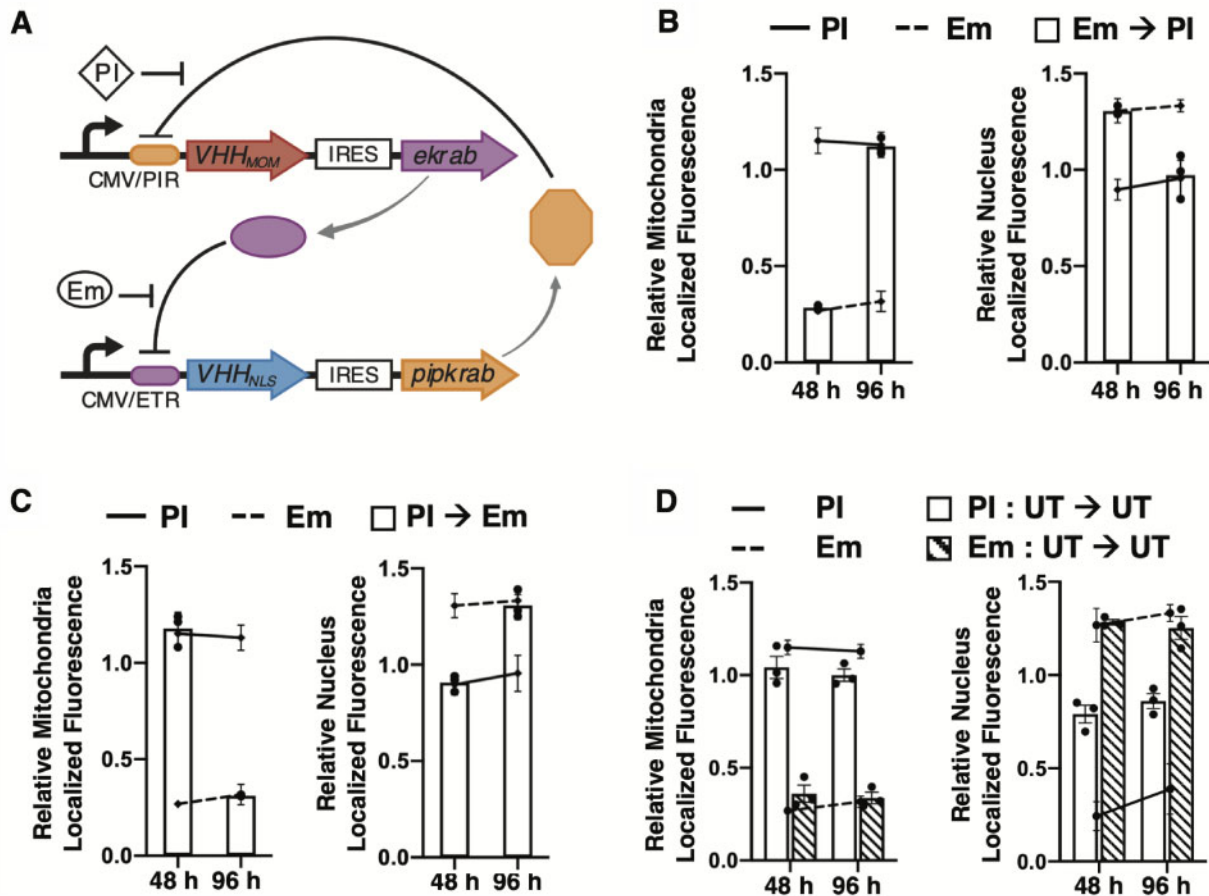 A
PI
VHH MOM
IRES
ekrab
CMV/PIR
Em
VHH NLS
IRES
pipkrab
CMV/ETR
B
PI Em Em → PI
Relative Mitochondria
Localized Fluorescence
1.5
1.0
0.5
0.0
48 h 96 h
Relative Nucleus
Localized Fluorescence
1.5
1.0
0.5
0.0
48 h 96 h
C
PI Em PI → Em
Relative Mitochondria
Localized Fluorescence
1.5
1.0
0.5
0.0
48 h 96 h
Relative Nucleus
Localized Fluorescence
1.5
1.0
0.5
0.0
48 h 96 h
D
PI PI : UT → UT
Em Em : UT → UT
Relative Mitochondria
Localized Fluorescence
1.5
1.0
0.5
0.0
48 h 96 h
Relative Nucleus
Localized Fluorescence
1.5
1.0
0.5
0.0
48 h 96 h